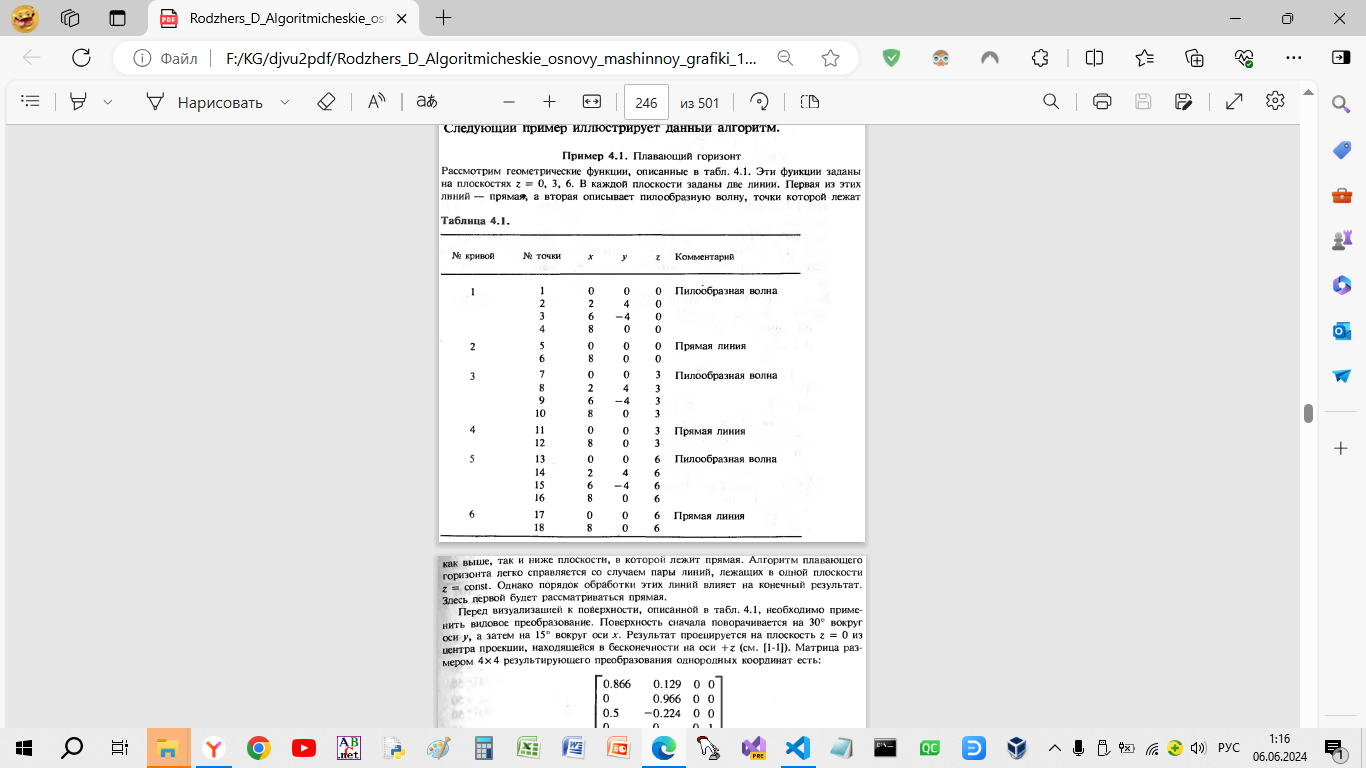 Rodzhers_D_Algoritmicheskie_os
Файл F:/KG/djvu2pdf/Rodzhers_D_Algoritmicheskie_osnovy_mashinnoy_grafiki_1...
Нарисовать A аあ 246 из 501
Следующий пример иллюстрирует данный алгоритм.
Пример 4.1. Плавающий горизонт
Рассмотрим геометрические функции, описанные в табл. 4.1. Эти функции заданы
на плоскостях z = 0, 3, 6. В каждой плоскости заданы две линии. Первая из этих
линий — прямая, а вторая описывает пилообразную волну, точки которой лежат
Таблица 4.1.
№ кривой № точки x y z Комментарий
1 1 0 0 0 Пилообразная волна
2 2 4 0
3 6 −4 0
4 8 0 0
2 5 0 0 0 Прямая линия
6 8 0 0
3 7 0 0 3 Пилообразная волна
8 2 4 3
9 6 −4 3
10 8 0 3
4 11 0 0 3 Прямая линия
12 8 0 3
5 13 0 0 6 Пилообразная волна
14 2 4 6
15 6 −4 6
16 8 0 6
6 17 0 0 6 Прямая линия
18 8 0 6
как выше, так и ниже плоскости, в которой лежит прямая. Алгоритм плавающего
горизонта легко справляется со случаем пары линий, лежащих в одной плоскости
z = const. Однако порядок обработки этих линий влияет на конечный результат.
Здесь первой будет рассматриваться прямая.
Перед визуализацией к поверхности, описанной в табл. 4.1, необходимо приме-
нить видовое преобразование. Поверхность сначала поворачивается на 30° вокруг
оси y, а затем на 15° вокруг оси x. Результат проецируется на плоскость z = 0 из
центра проекции, находящейся в бесконечности на оси +z (см. [1-1]). Матрица раз-
мером 4×4 результирующего преобразования однородных координат есть:
0.866 0.129 0 0
0 0.966 0 0
0.5 −0.224 0 0
0 0 0 1
РУС 1:16
06.06.2024